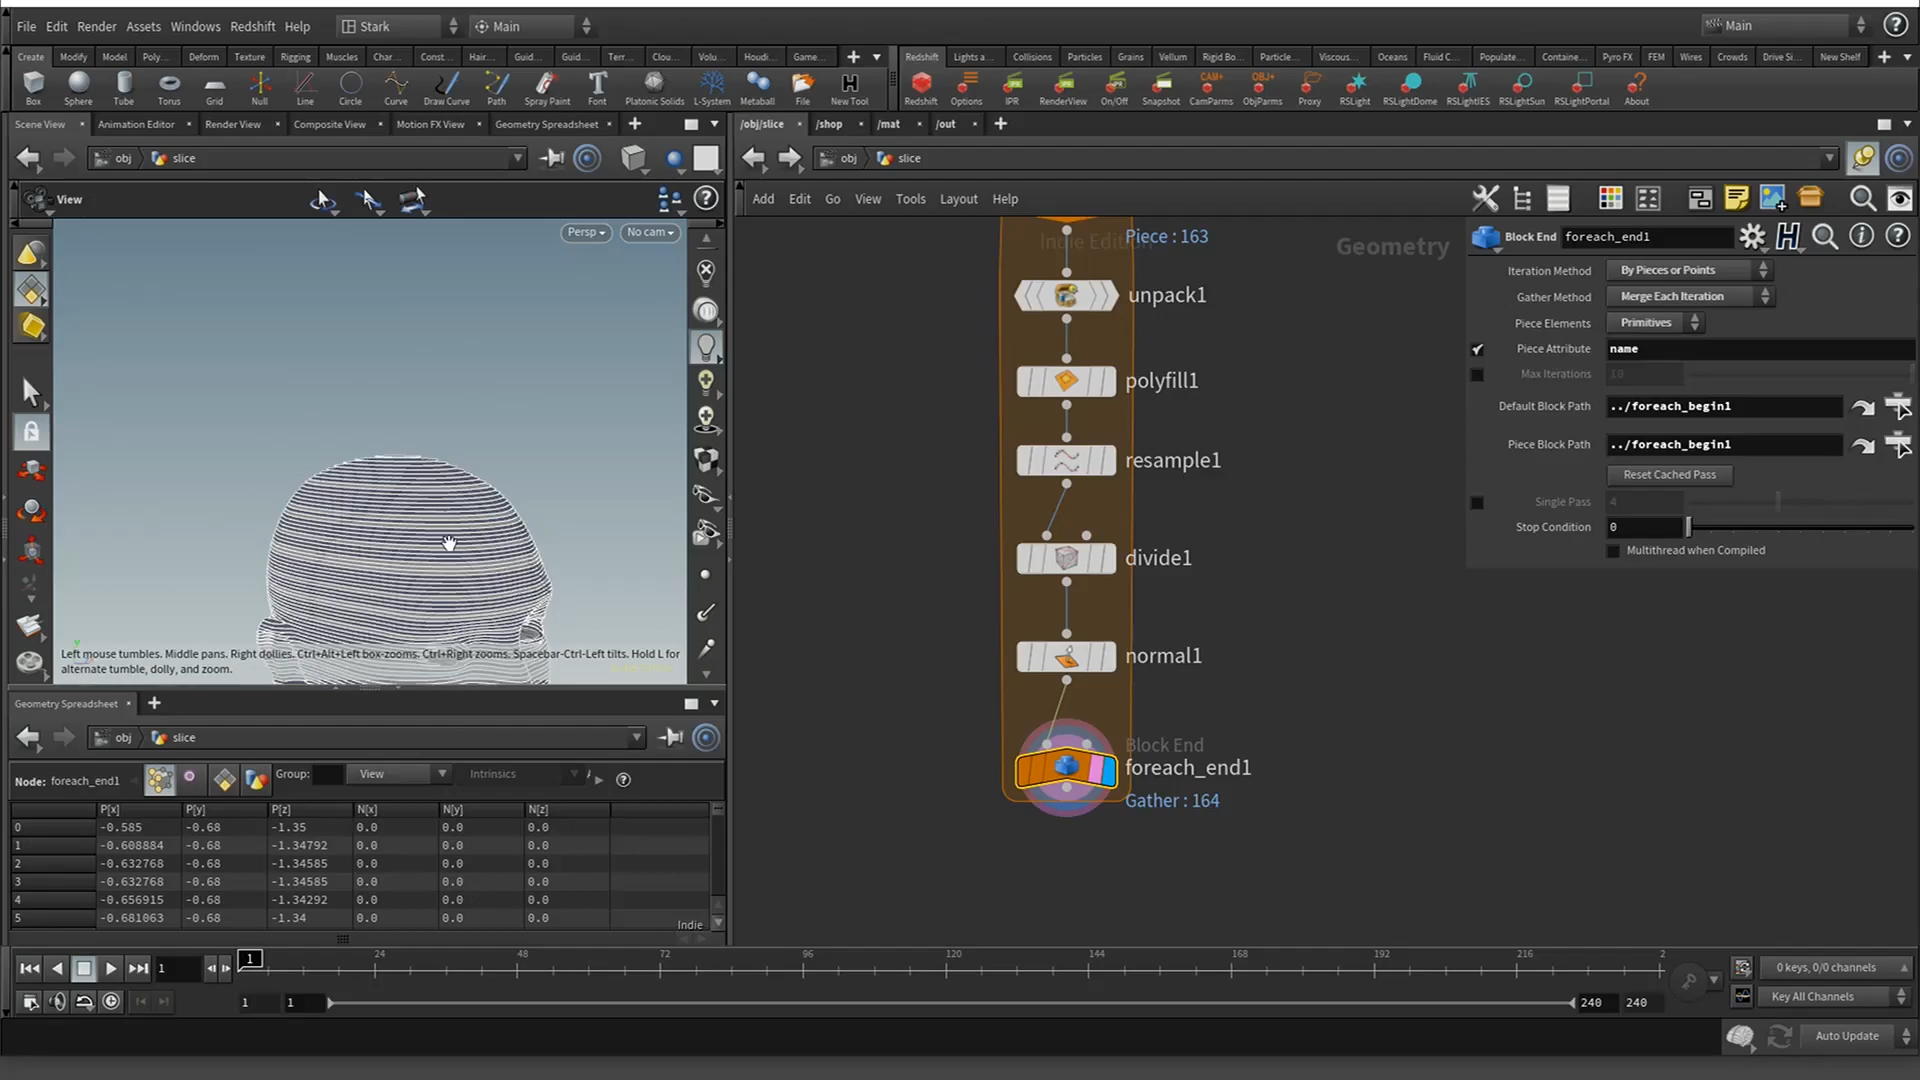 File Edit Render Assets Windows Redshift Help Stark Main Main
Create Modify Model Poly... Deform Texture Rigging Muscles Char... Const... Hair... Guid... Guid... Terr... Clou... Volu... Houdi... Game...
Redshift Lights a... Collisions Particles Grains Vellum Rigid Bo... Particle... Viscous... Oceans Fluid C... Populate... Containe... Pyro FX FEM Wires Crowds Drive Si... New Shelf
Box Sphere Tube Torus Grid Null Line Circle Curve Draw Curve Path Spray Paint Font Platonic Solids L-System Metaball File New Tool
Redshift Options IPR RenderView On/Off Snapshot CamParms ObjParms Proxy RSLight RSLightDome RSLightIES RSLightSun RSLightPortal About
Scene View Animation Editor Render View Composite View Motion FX View Geometry Spreadsheet
/obj/slice /shop /mat /out
obj slice
obj slice
View
Add Edit Go View Tools Layout Help
Persp No cam
Left mouse tumbles. Middle pans. Right dollies. Ctrl+Alt+Left box-zooms. Ctrl+Right zooms. Spacebar-Ctrl-Left tilts. Hold L for
alternate tumble, dolly, and zoom.
Indie Edition
Geometry
Piece : 163
unpack1
polyfill1
resample1
divide1
normal1
Block End
foreach_end1
Gather : 164
Block End foreach_end1
Iteration Method By Pieces or Points
Gather Method Merge Each Iteration
Piece Elements Primitives
Piece Attribute name
Max Iterations 10
Default Block Path ../foreach_begin1
Piece Block Path ../foreach_begin1
Reset Cached Pass
Single Pass 4
Stop Condition 0
Multithread when Compiled
Geometry Spreadsheet
obj slice
Node: foreach_end1 Group: View Intrinsics
P[x] P[y] P[z] N[x] N[y] N[z]
0 -0.585 -0.68 -1.35 0.0 0.0 0.0
1 -0.608884 -0.68 -1.34792 0.0 0.0 0.0
2 -0.632768 -0.68 -1.34585 0.0 0.0 0.0
3 -0.632768 -0.68 -1.34585 0.0 0.0 0.0
4 -0.656915 -0.68 -1.34292 0.0 0.0 0.0
5 -0.681063 -0.68 -1.34 0.0 0.0 0.0
Indie
1 1 24 48 72 96 120 144 168 192 216 2
0 keys, 0/0 channels
1 1 240 240
Key All Channels
Auto Update